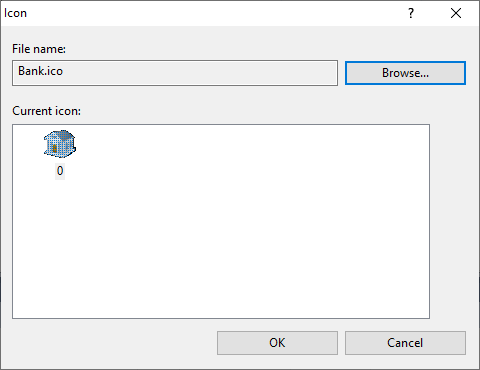 Icon
?
File name:
Bank.ico
Browse...
Current icon:
0
OK
Cancel